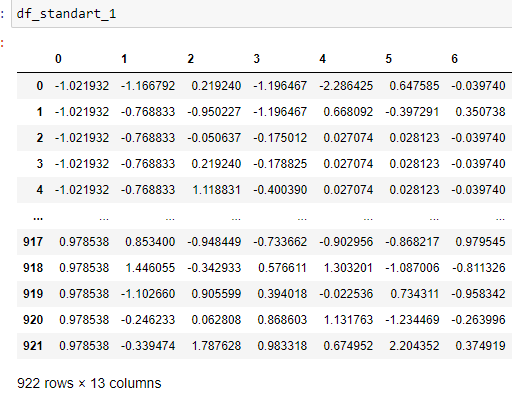 : df_standart_1
:
0 1 2 3 4 5 6
0 -1.021932 -1.166792 0.219240 -1.196467 -2.286425 0.647585 -0.039740
1 -1.021932 -0.768833 -0.950227 -1.196467 0.668092 -0.397291 0.350738
2 -1.021932 -0.768833 -0.050637 -0.175012 0.027074 0.028123 -0.039740
3 -1.021932 -0.768833 0.219240 -0.178825 0.027074 0.028123 -0.039740
4 -1.021932 -0.768833 1.118831 -0.400390 0.027074 0.028123 -0.039740
... ... ... ... ... ... ... ...
917 0.978538 0.853400 -0.948449 -0.733662 -0.902956 -0.868217 0.979545
918 0.978538 1.446055 -0.342933 0.576611 1.303201 -1.087006 -0.811326
919 0.978538 -1.102660 0.905599 0.394018 -0.022536 0.734311 -0.958342
920 0.978538 -0.246233 0.062808 0.868603 1.131763 -1.234469 -0.263996
921 0.978538 -0.339474 1.787628 0.983318 0.674952 2.204352 0.374919
922 rows × 13 columns